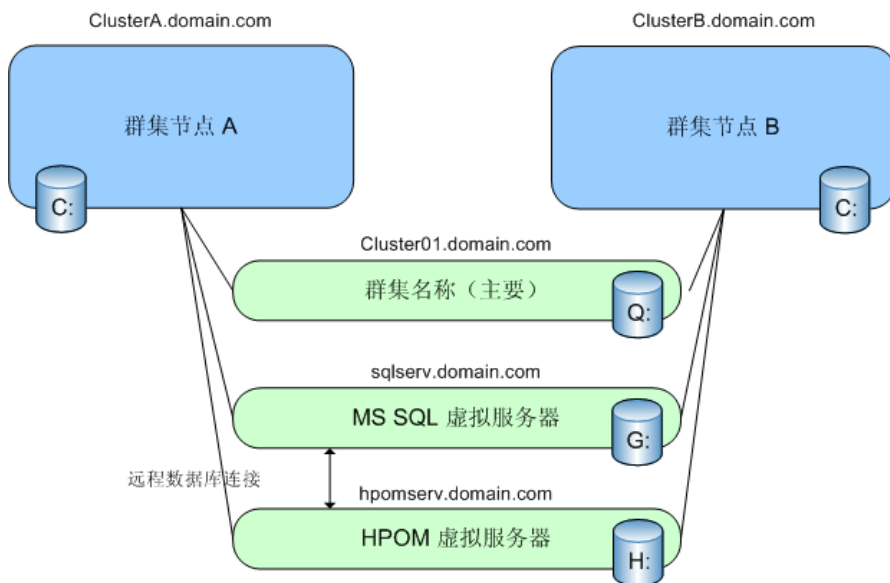 ClusterA.domain.com
ClusterB.domain.com
群集节点 A
群集节点 B
C:
C:
Cluster01.domain.com
群集名称（主要）
Q:
sqlserv.domain.com
MS SQL 虚拟服务器
G:
远程数据库连接
hpomserv.domain.com
HPOM 虚拟服务器
H: